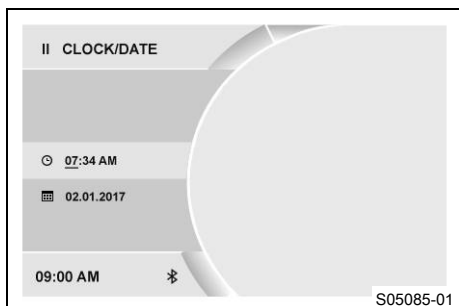 II CLOCK/DATE
07:34 AM
02.01.2017
09:00 AM
S05085-01